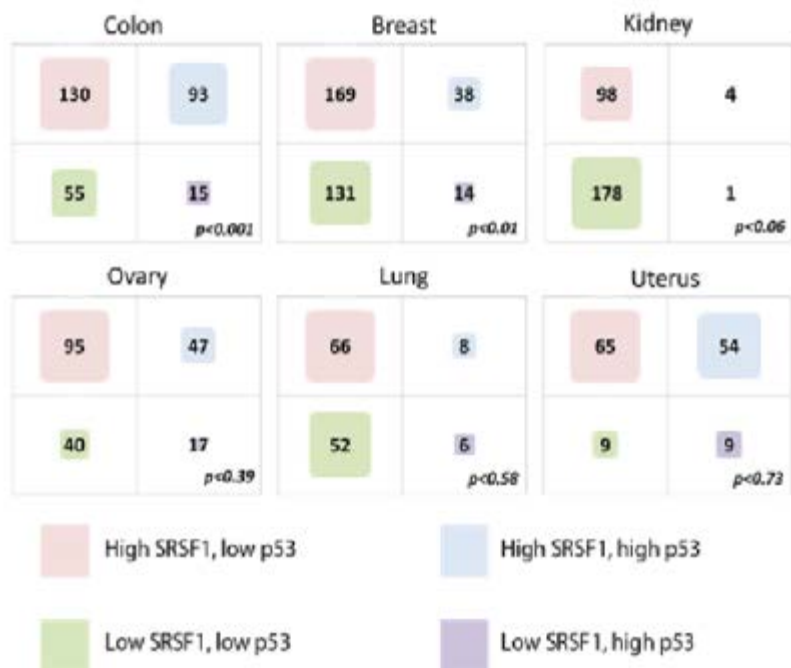 Colon Breast Kidney
130 93 169 38 98 4
55 15 131 14 178 1
p<0.001 p<0.01 p<0.06
Ovary Lung Uterus
95 47 66 8 65 54
40 17 52 6 9 9
p<0.39 p<0.58 p<0.73
High SRSF1, low p53 High SRSF1, high p53
Low SRSF1, low p53 Low SRSF1, high p53